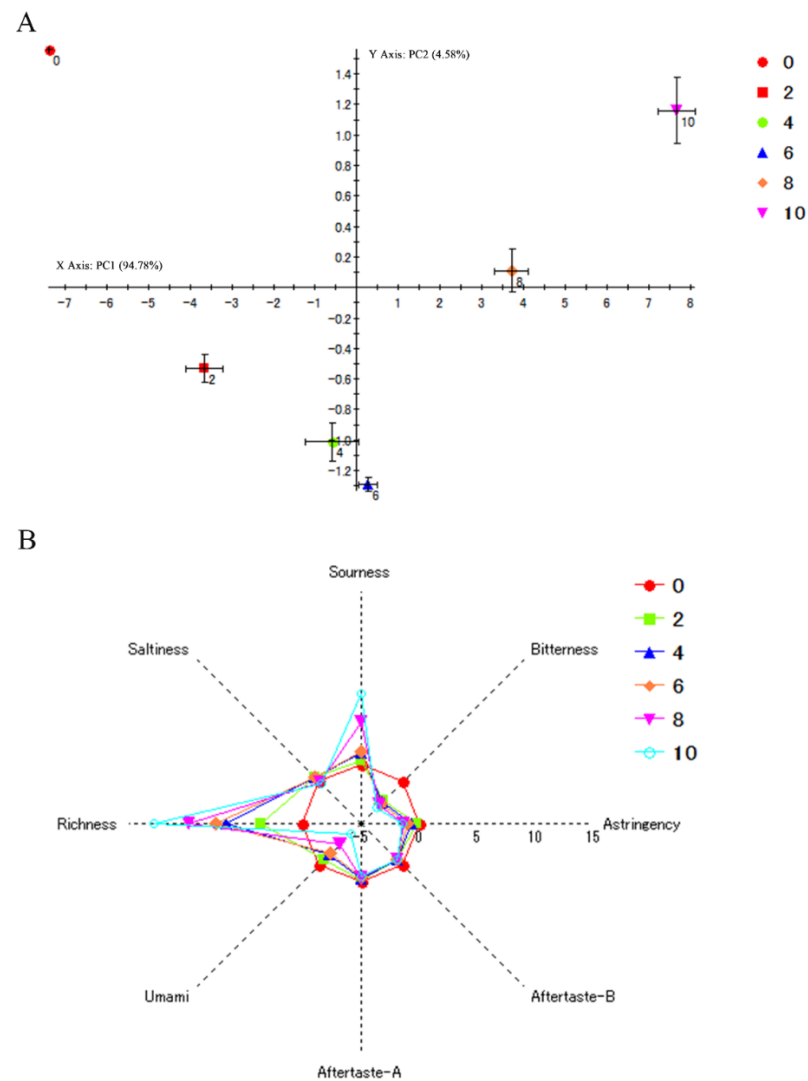 A
Y Axis: PC2 (4.58%)
X Axis: PC1 (94.78%)
1.4
1.2
1.0
0.8
0.6
0.4
0.2
-0.2
-0.4
-0.6
-0.8
-1.0
-1.2
-7 -6 -5 -4 -3 -2 -1 1 2 3 4 5 6 7 8
0
2
4
6
8
10
0
2
4
6
8
10
B
Sourness
Saltiness
Bitterness
Richness
Astringency
Umami
Aftertaste-B
Aftertaste-A
-5 0 5 10 15
0
2
4
6
8
10